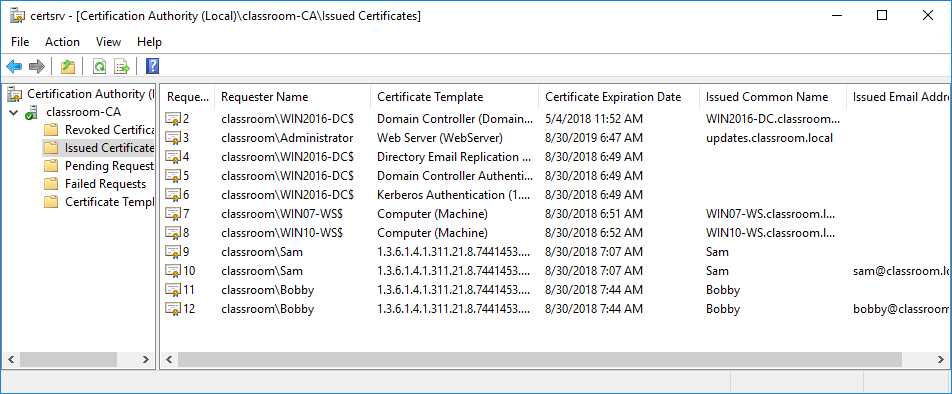 certsrv - [Certification Authority (Local)\classroom-CA\Issued Certificates]
File Action View Help
Certification Authority (l
classroom-CA
Revoked Certifica
Issued Certificate
Pending Request
Failed Requests
Certificate Templ
Reque... Requester Name Certificate Template Certificate Expiration Date Issued Common Name Issued Email Addre
2 classroom\WIN2016-DC$ Domain Controller (Domain... 5/4/2018 11:52 AM WIN2016-DC.classroom...
3 classroom\Administrator Web Server (WebServer) 8/30/2019 6:47 AM updates.classroom.local
4 classroom\WIN2016-DC$ Directory Email Replication ... 8/30/2018 6:49 AM
5 classroom\WIN2016-DC$ Domain Controller Authenti... 8/30/2018 6:49 AM
6 classroom\WIN2016-DC$ Kerberos Authentication (1.... 8/30/2018 6:49 AM
7 classroom\WIN07-WS$ Computer (Machine) 8/30/2018 6:51 AM WIN07-WS.classroom.l...
8 classroom\WIN10-WS$ Computer (Machine) 8/30/2018 6:52 AM WIN10-WS.classroom.l...
9 classroom\Sam 1.3.6.1.4.1.311.21.8.7441453.... 8/30/2018 7:07 AM Sam
10 classroom\Sam 1.3.6.1.4.1.311.21.8.7441453.... 8/30/2018 7:07 AM Sam sam@classroom.lo
11 classroom\Bobby 1.3.6.1.4.1.311.21.8.7441453.... 8/30/2018 7:44 AM Bobby
12 classroom\Bobby 1.3.6.1.4.1.311.21.8.7441453.... 8/30/2018 7:44 AM Bobby bobby@classroom